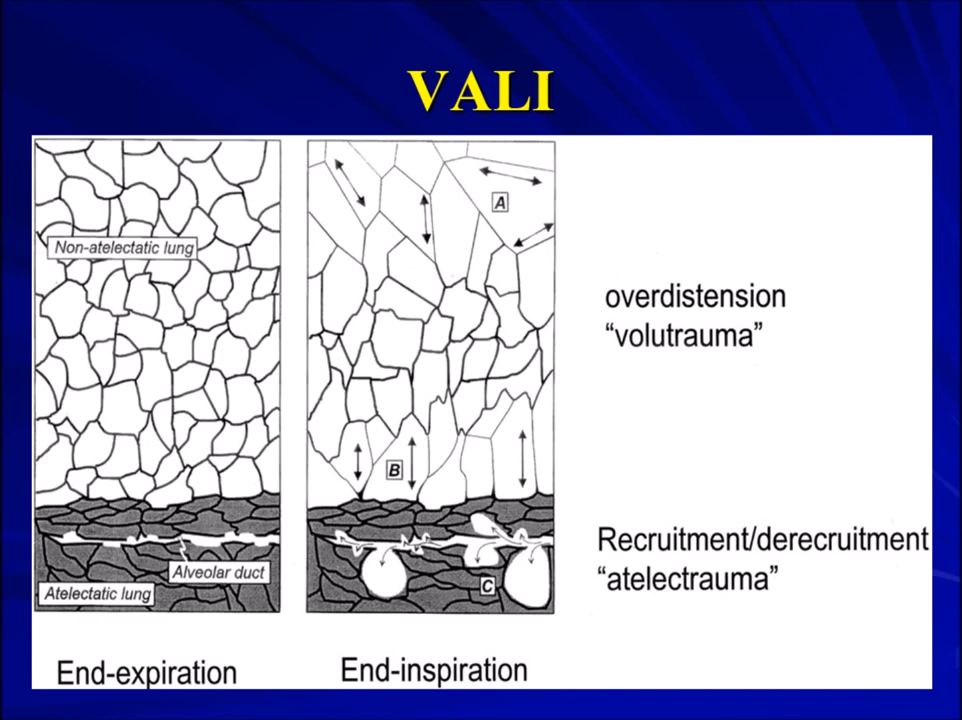 VALI
Non-atelectatic lung
A
overdistension
“volutrauma”
B
Recruitment/derecruitment
“atelectrauma”
Alveolar duct
Atelectatic lung
C
End-expiration
End-inspiration